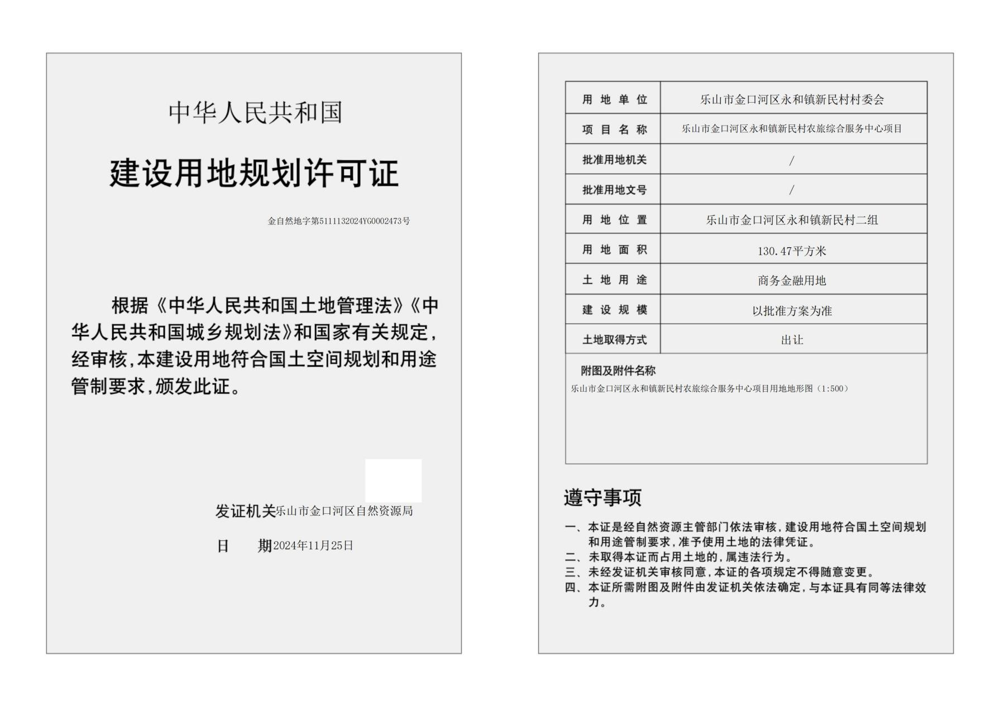 中华人民共和国
建设用地规划许可证
金自然地字第5111132024YG0002473号
根据《中华人民共和国土地管理法》《中
华人民共和国城乡规划法》和国家有关规定,
经审核,本建设用地符合国土空间规划和用途
管制要求,颁发此证。
发证机关乐山市金口河区自然资源局
日 期2024年11月25日
用地单位 乐山市金口河区永和镇新民村村委会
项目名称 乐山市金口河区永和镇新民村农旅综合服务中心项目
批准用地机关 /
批准用地文号 /
用地位置 乐山市金口河区永和镇新民村二组
用地面积 130.47平方米
土地用途 商务金融用地
建设规模 以批准方案为准
土地取得方式 出让
附图及附件名称
乐山市金口河区永和镇新民村农旅综合服务中心项目用地地形图（1:500）
遵守事项
一、本证是经自然资源主管部门依法审核,建设用地符合国土空间规划
和用途管制要求,准予使用土地的法律凭证。
二、未取得本证而占用土地的,属违法行为。
三、未经发证机关审核同意,本证的各项规定不得随意变更。
四、本证所需附图及附件由发证机关依法确定,与本证具有同等法律效
力。